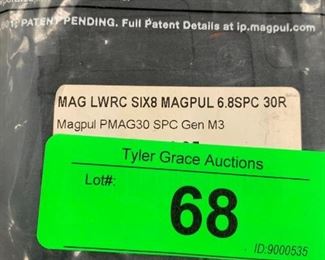 601; PATENT PENDING. Full Patent Details at ip.magpul.com
MAG LWRC SIX8 MAGPUL 6.8SPC 30R
Magpul PMAG30 SPC Gen M3
Tyler Grace Auctions
Lot#:
68
ID:9000535